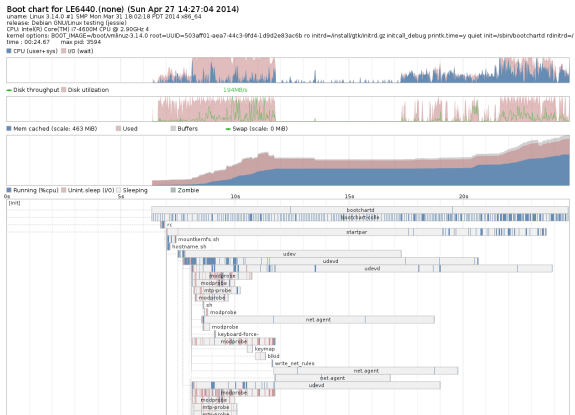 Boot chart for LE6440.(none) (Sun Apr 27 14:27:04 2014)
uname: Linux 3.14.0 #1 SMP Mon Mar 31 18:02:18 PDT 2014 x86_64
release: Debian GNU/Linux testing (jessie)
CPU: Intel(R) Core(TM) i7-4600M CPU @ 2.90GHz 4
kernel options: BOOT_IMAGE=/boot/vmlinuz-3.14.0 root=UUID=503aff01-aea7-44c3-9fd4-1d9d2e83ac6b ro initrd=/install/gtk/initrd.gz initcall_debug printk.time=y quiet init=/sbin/bootchartd rdinitrd=/
time : 00:24.67 max pid: 3594
CPU (user+sys) I/O (wait)
Disk throughput Disk utilization 194MB/s
Mem cached (scale: 463 MiB) Used Buffers Swap (scale: 0 MiB)
Running (%cpu) Unint.sleep (I/O) Sleeping Zombie
0s 5s 10s 15s 20s
[init]
bootchartd
bootchart-colle
rc
startpar
mountkernfs.sh
hostname.sh
udev
udevd
udevd
modprobe
modprobe
mtp-probe
modprobe
sh
modprobe
net.agent
modprobe
keyboard-force-
modprobe
keymap
blkid
write_net_rules
net.agent
net.agent
udevd
modprobe
modprobe
mtp-probe
modprobe